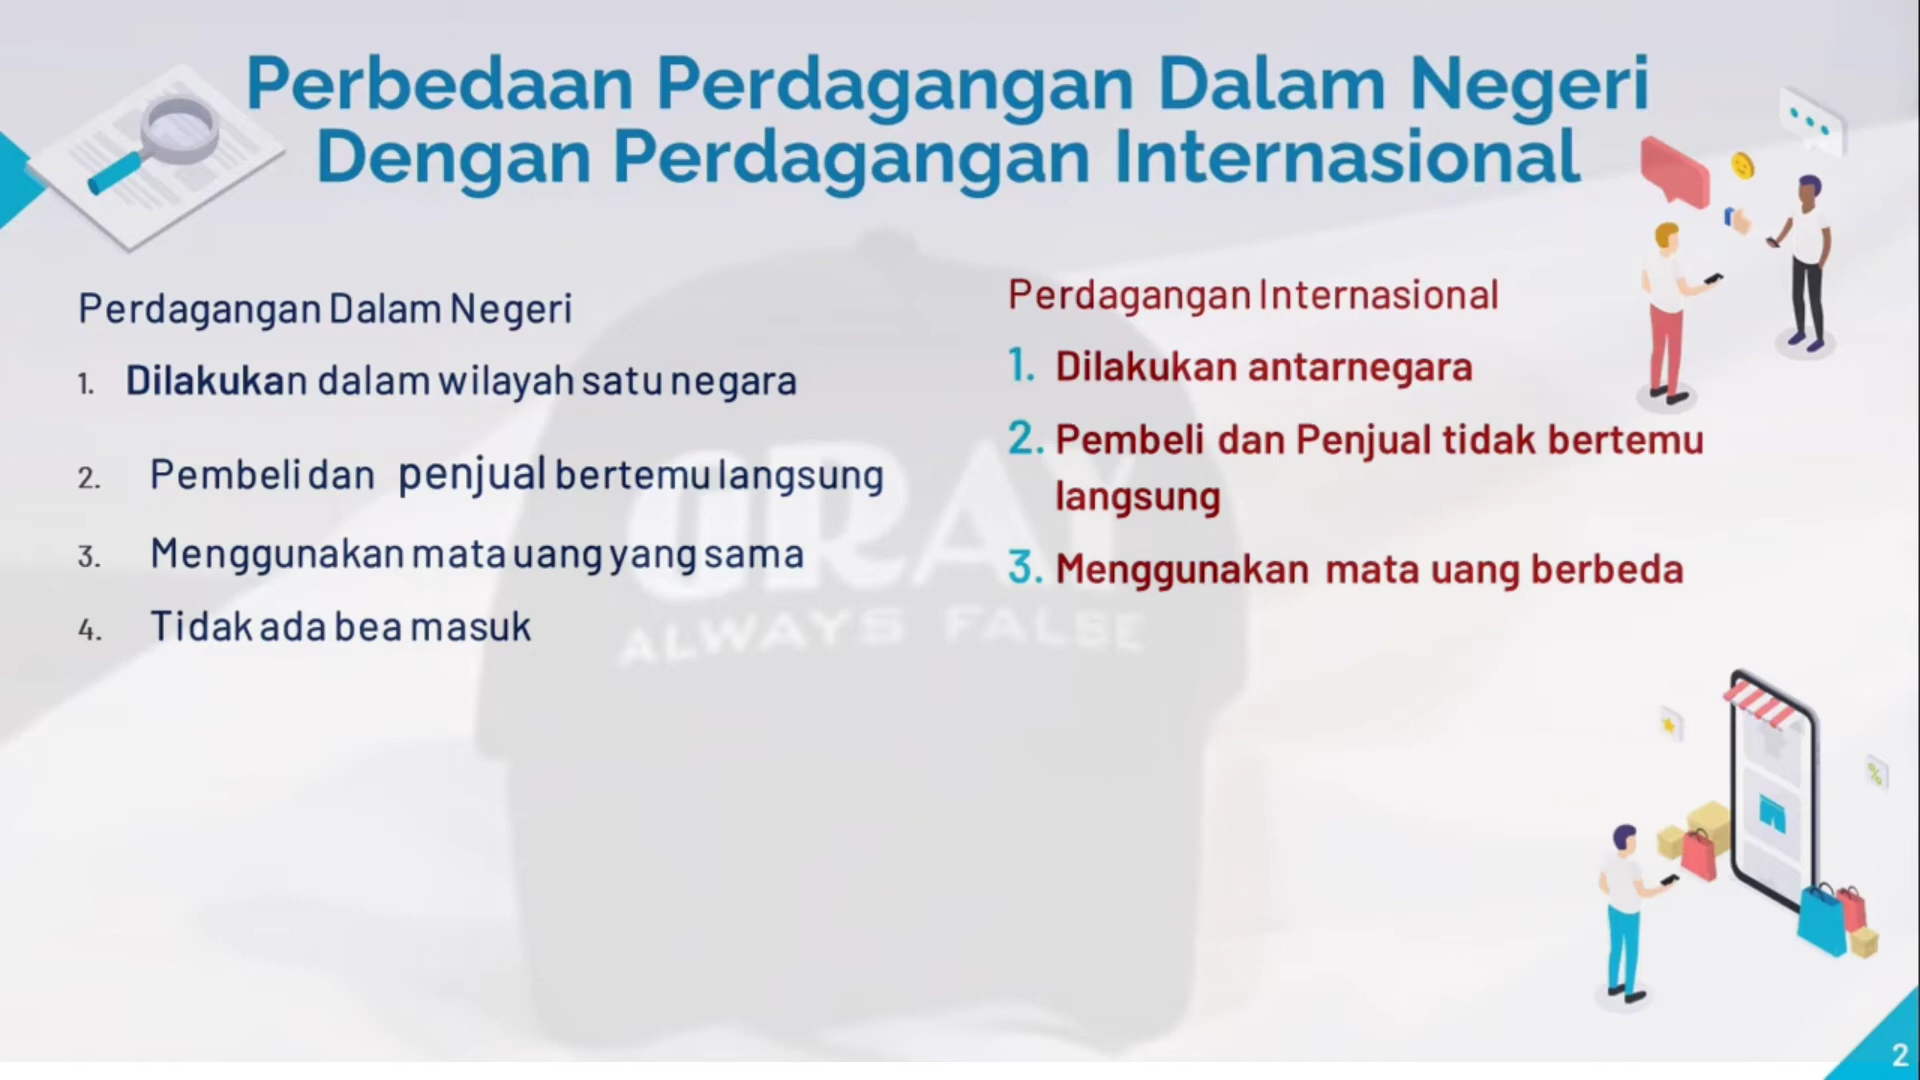 Perbedaan Perdagangan Dalam Negeri
Dengan Perdagangan Internasional
Perdagangan Dalam Negeri
1. Dilakukan dalam wilayah satu negara
2. Pembeli dan penjual bertemu langsung
3. Menggunakan mata uang yang sama
4. Tidak ada bea masuk
Perdagangan Internasional
1. Dilakukan antarnegara
2. Pembeli dan Penjual tidak bertemu
langsung
3. Menggunakan mata uang berbeda
GRAY
ALWAYS FALSE
%
2